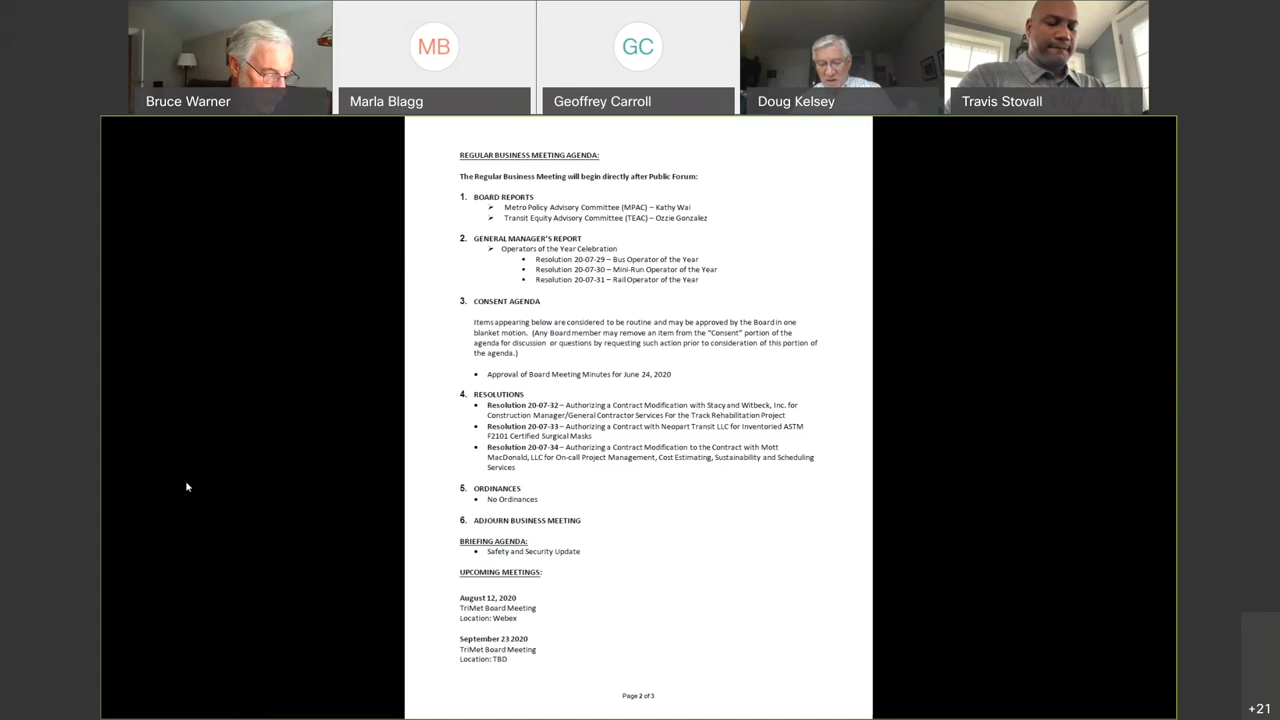 MB
GC
Bruce Warner
Marla Blagg
Geoffrey Carroll
Doug Kelsey
Travis Stovall
REGULAR BUSINESS MEETING AGENDA:
The Regular Business Meeting will begin directly after Public Forum:
1. BOARD REPORTS
➢ Metro Policy Advisory Committee (MPAC) – Kathy Wai
➢ Transit Equity Advisory Committee (TEAC) – Ozzie Gonzalez
2. GENERAL MANAGER'S REPORT
➢ Operators of the Year Celebration
• Resolution 20-07-29 – Bus Operator of the Year
• Resolution 20-07-30 – Mini-Run Operator of the Year
• Resolution 20-07-31 – Rail Operator of the Year
3. CONSENT AGENDA
Items appearing below are considered to be routine and may be approved by the Board in one
blanket motion. (Any Board member may remove an item from the "Consent" portion of the
agenda for discussion or questions by requesting such action prior to consideration of this portion of
the agenda.)
• Approval of Board Meeting Minutes for June 24, 2020
4. RESOLUTIONS
• Resolution 20-07-32 – Authorizing a Contract Modification with Stacy and Witbeck, Inc. for
Construction Manager/General Contractor Services For the Track Rehabilitation Project
• Resolution 20-07-33 – Authorizing a Contract with Neopart Transit LLC for Inventoried ASTM
F2101 Certified Surgical Masks
• Resolution 20-07-34 – Authorizing a Contract Modification to the Contract with Mott
MacDonald, LLC for On-call Project Management, Cost Estimating, Sustainability and Scheduling
Services
5. ORDINANCES
• No Ordinances
6. ADJOURN BUSINESS MEETING
BRIEFING AGENDA:
• Safety and Security Update
UPCOMING MEETINGS:
August 12, 2020
TriMet Board Meeting
Location: Webex
September 23 2020
TriMet Board Meeting
Location: TBD
Page 2 of 3
+21